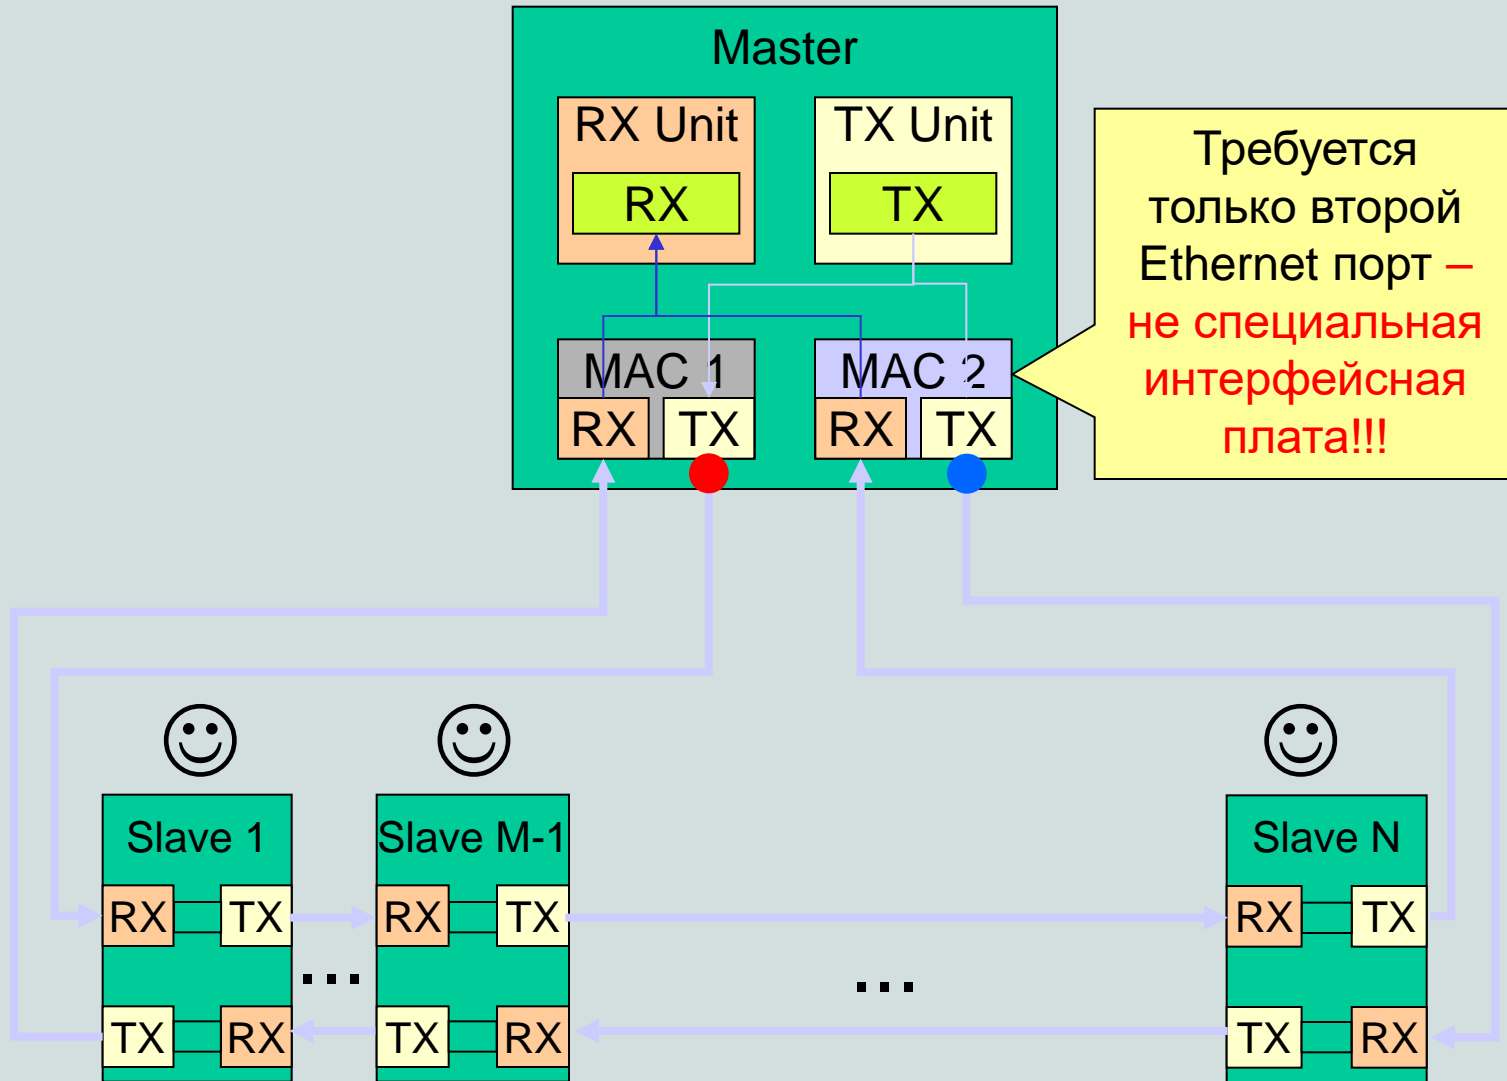 Master
RX Unit
TX Unit
RX
TX
Требуется
только второй
Ethernet порт –
не специальная
интерфейсная
плата!!!
MAC 1
MAC 2
RX
TX
RX
TX
Slave 1
Slave M-1
Slave N
RX
TX
RX
TX
RX
TX
...
...
TX
RX
TX
RX
TX
RX